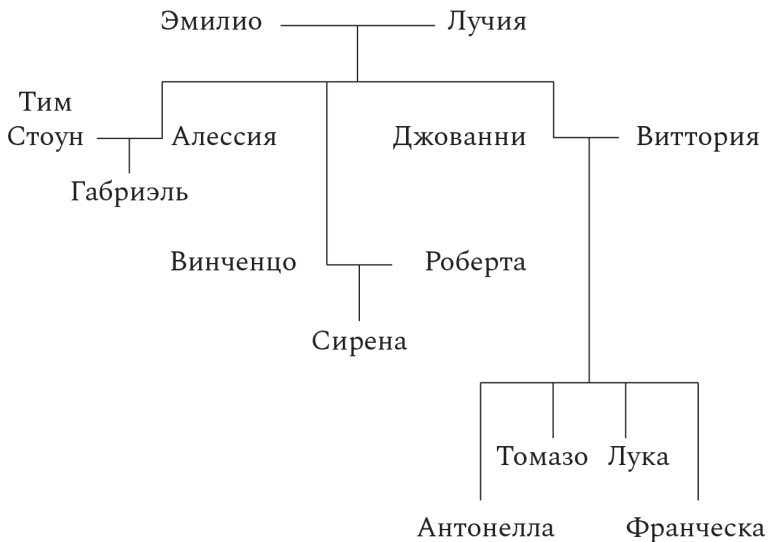 Эмилио Лучия
Тим
Стоун Алессия Джованни Виттория
Габриэль
Винченцо Роберта
Сирена
Томазо Лука
Антонелла Франческа